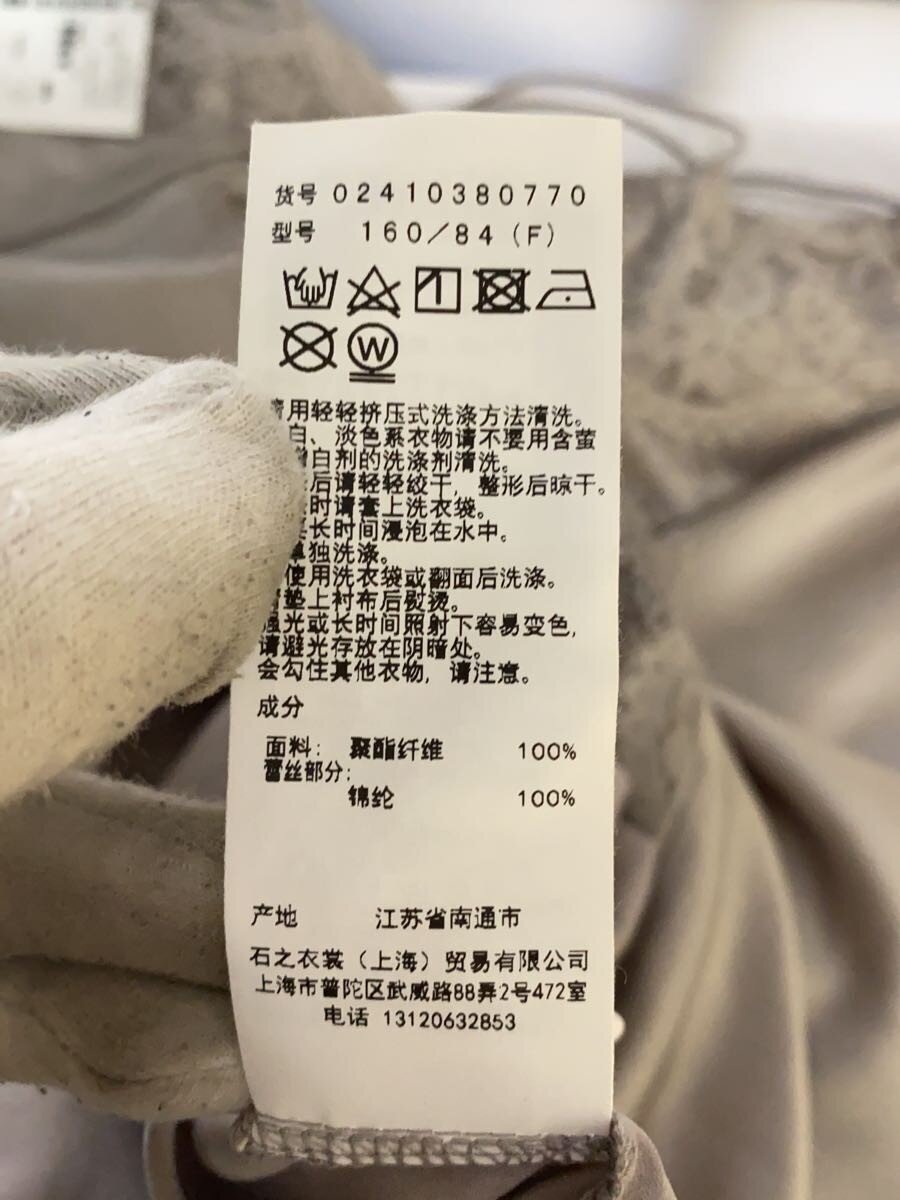 货号 02410380770
型号 160/84 (F)
W
用轻轻挤压式洗涤方法清洗。
白、淡色系衣物请不要用含萤
增白剂的洗涤剂清洗。
后请轻轻绞干, 整形后晾干。
时请套上洗衣袋。
长时间浸泡在水中。
单独洗涤。
使用洗衣袋或翻面后洗涤。
垫上衬布后熨烫。
强光或长时间照射下容易变色,
请避光存放在阴暗处。
会勾住其他衣物, 请注意。
成分
面料: 聚酯纤维 100%
蕾丝部分:
锦纶 100%
产地 江苏省南通市
石之衣裳 (上海) 贸易有限公司
上海市普陀区武威路88弄2号472室
电话 13120632853